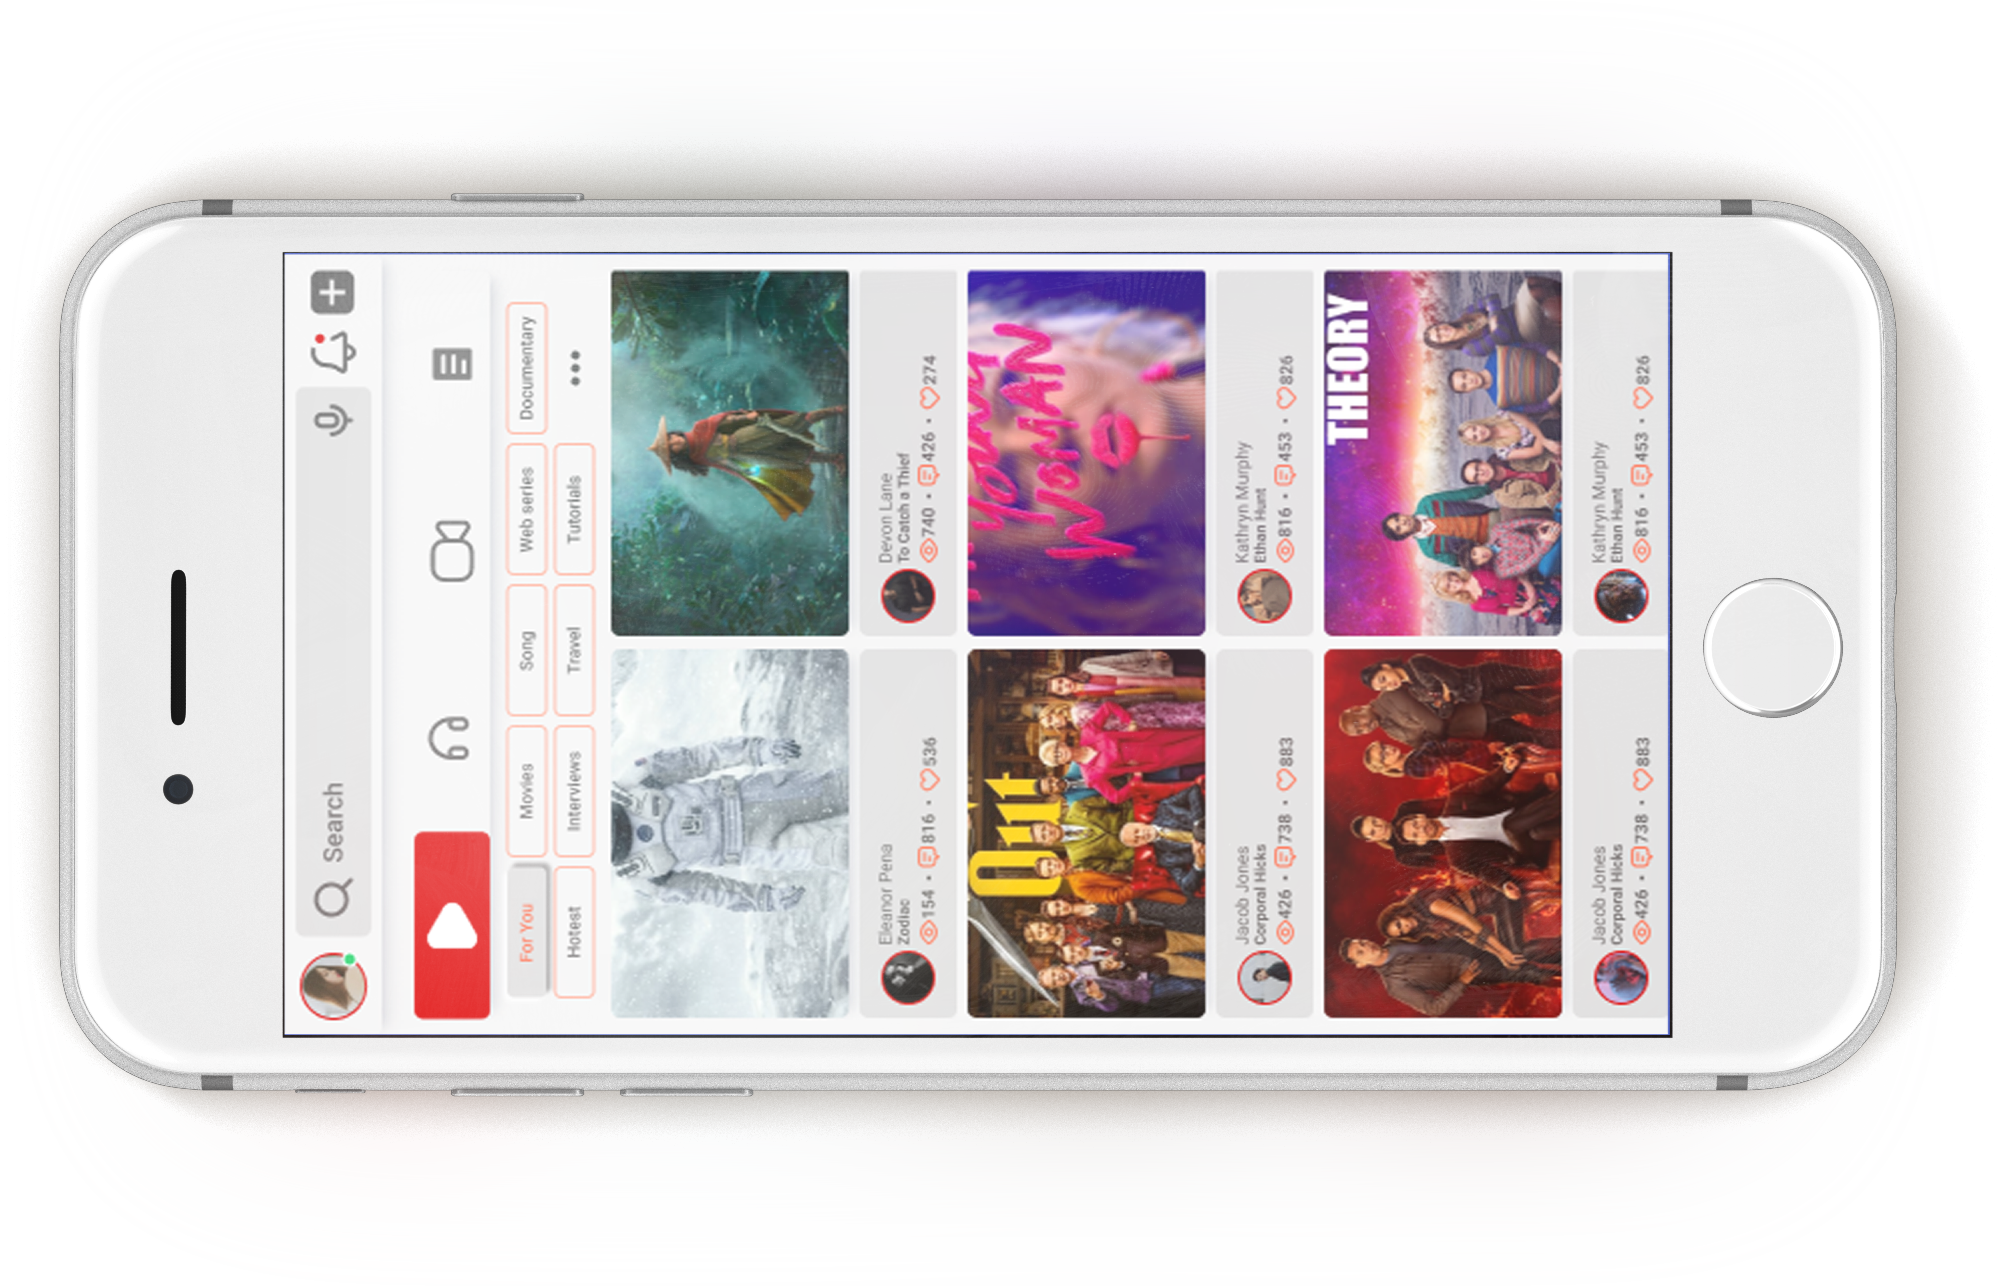 Search
For You
Movies
Song
Web series
Documentary
Hotest
Interviews
Travel
Tutorials
Eleanor Pena
Zodiac
154 • 816 • 536
Devon Lane
To Catch a Thief
740 • 426 • 274
Out
WOMAN
Jacob Jones
Corporal Hicks
426 • 738 • 883
Kathryn Murphy
Ethan Hunt
816 • 453 • 826
THEORY
Jacob Jones
Corporal Hicks
426 • 738 • 883
Kathryn Murphy
Ethan Hunt
816 • 453 • 826